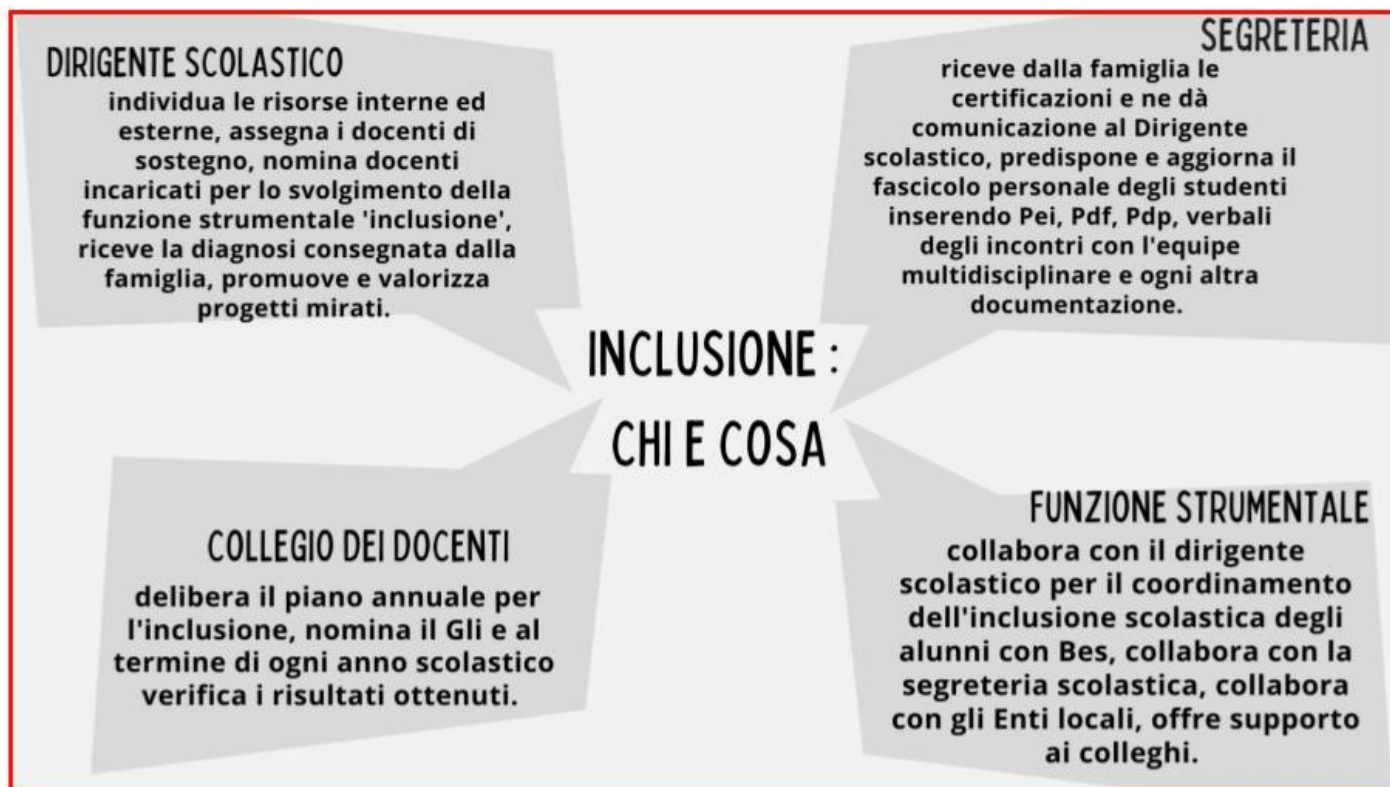 DIRIGENTE SCOLASTICO
individua le risorse interne ed
esterne, assegna i docenti di
sostegno, nomina docenti
incaricati per lo svolgimento della
funzione strumentale 'inclusione',
riceve la diagnosi consegnata dalla
famiglia, promuove e valorizza
progetti mirati.
SEGRETERIA
riceve dalla famiglia le
certificazioni e ne dà
comunicazione al Dirigente
scolastico, predispone e aggiorna il
fascicolo personale degli studenti
inserendo Pei, Pdf, Pdp, verbali
degli incontri con l'equipe
multidisciplinare e ogni altra
documentazione.
INCLUSIONE :
CHI E COSA
COLLEGIO DEI DOCENTI
delibera il piano annuale per
l'inclusione, nomina il Gli e al
termine di ogni anno scolastico
verifica i risultati ottenuti.
FUNZIONE STRUMENTALE
collabora con il dirigente
scolastico per il coordinamento
dell'inclusione scolastica degli
alunni con Bes, collabora con la
segreteria scolastica, collabora
con gli Enti locali, offre supporto
ai colleghi.